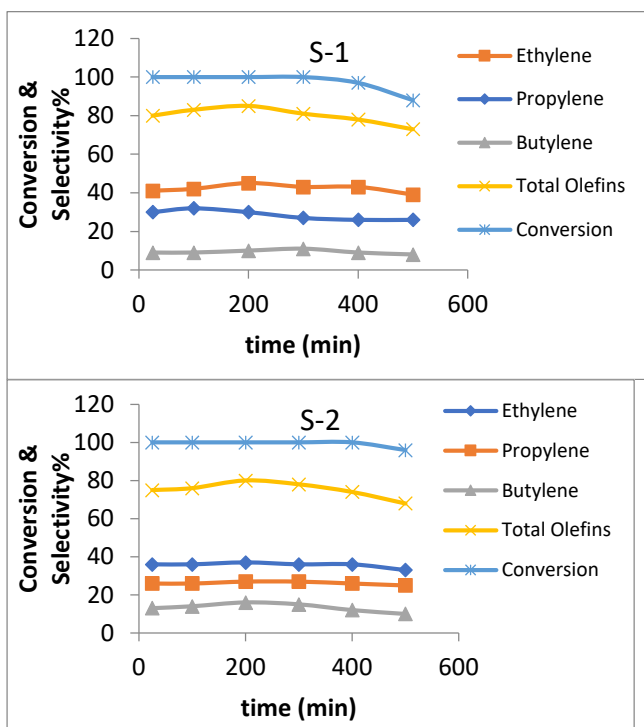 S-1
Conversion &
Selectivity%
120
100
80
60
40
20
0
0 200 400 600
time (min)
Ethylene
Propylene
Butylene
Total Olefins
Conversion
S-2
Conversion &
Selectivity%
120
100
80
60
40
20
0
0 200 400 600
time (min)
Ethylene
Propylene
Butylene
Total Olefins
Conversion